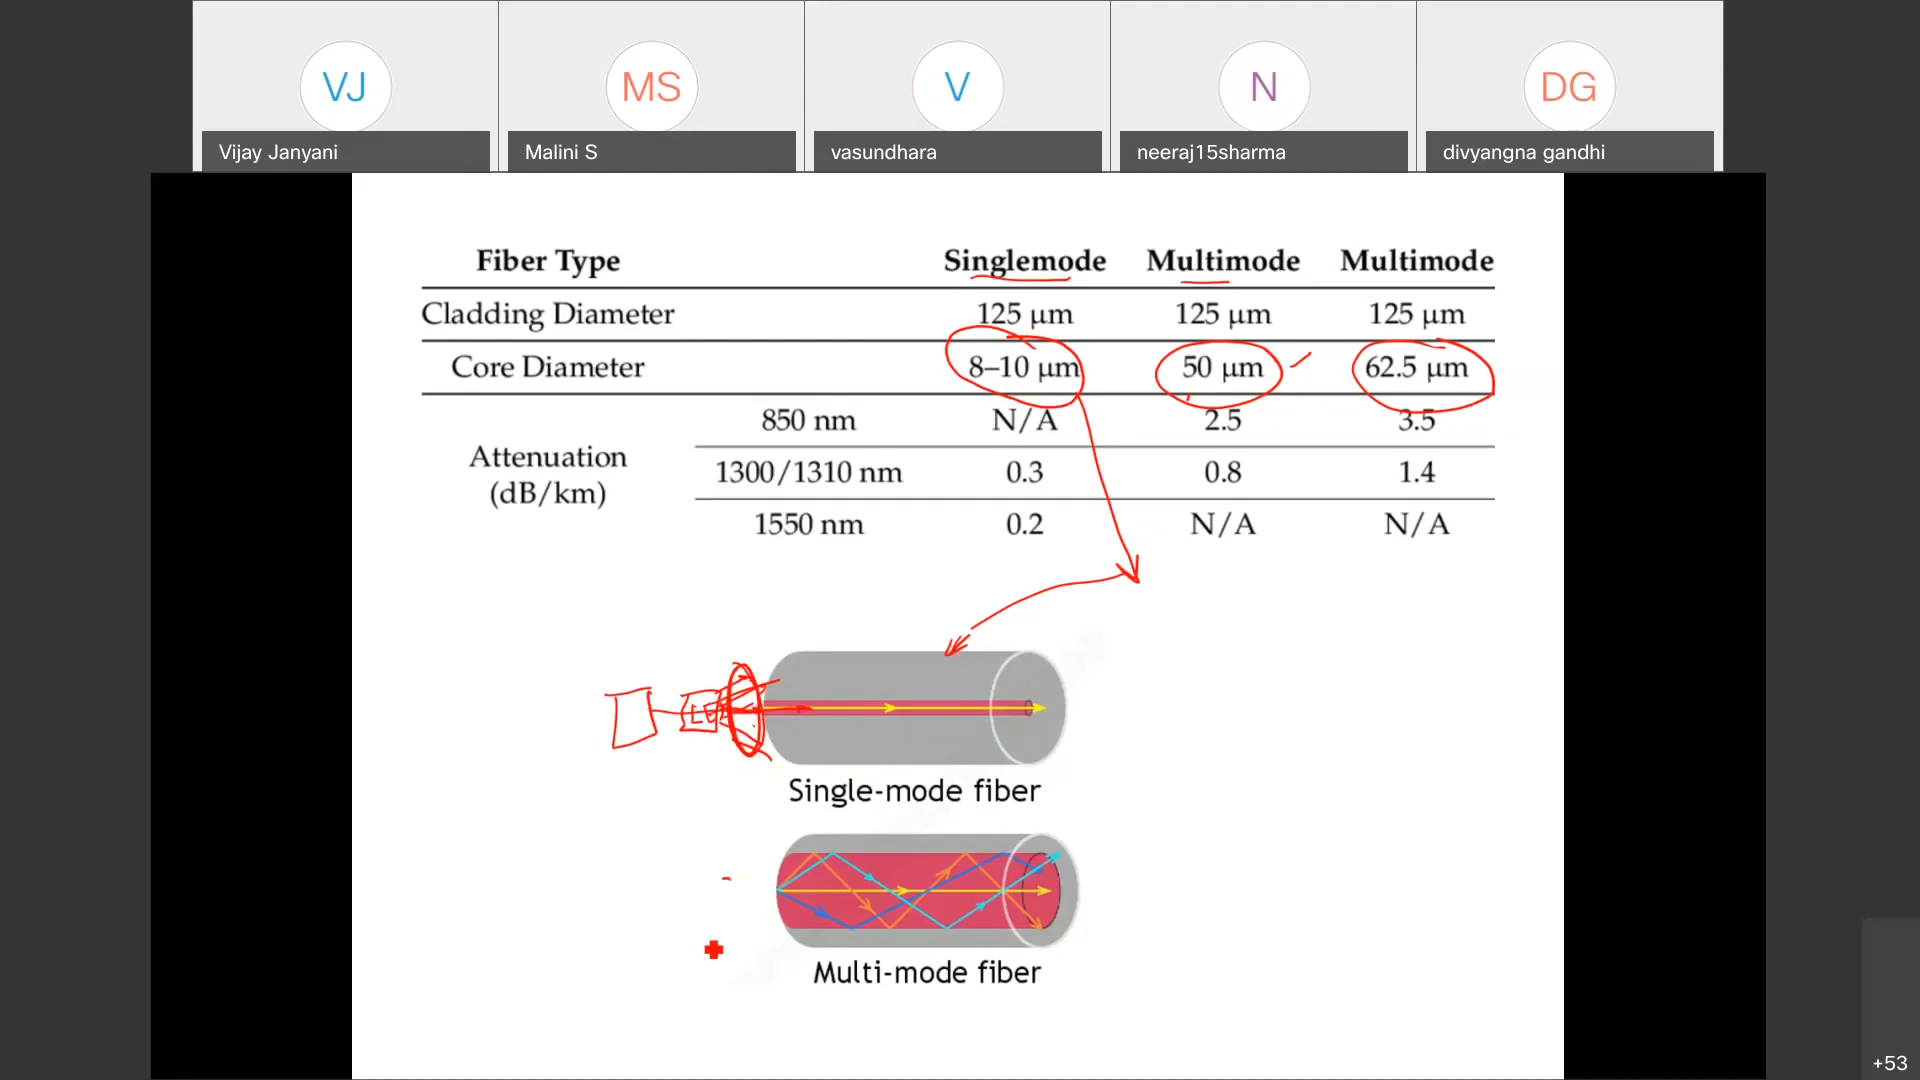 VJ MS V N DG
Vijay Janyani Malini S vasundhara neeraj15sharma divyangna gandhi
Fiber Type Singlemode Multimode Multimode
Cladding Diameter 125 μm 125 μm 125 μm
Core Diameter 8–10 μm 50 μm 62.5 μm
850 nm N/A 2.5 3.5
Attenuation (dB/km) 1300/1310 nm 0.3 0.8 1.4
1550 nm 0.2 N/A N/A
Single-mode fiber
Multi-mode fiber
+53